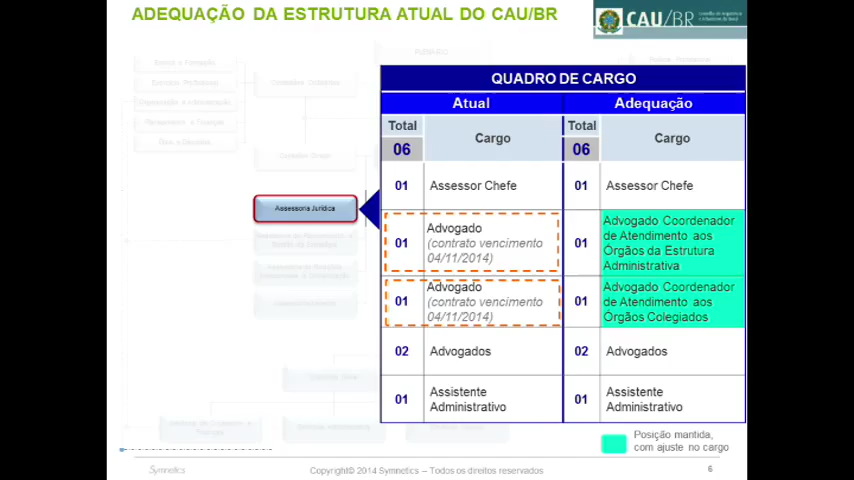 ADEQUAÇÃO DA ESTRUTURA ATUAL DO CAU/BR
CAU/BR
QUADRO DE CARGO
Atual
Adequação
Total
Cargo
Total
Cargo
06
06
01
Assessor Chefe
01
Assessor Chefe
Assessoria Jurídica
01
Advogado
(contrato vencimento
04/11/2014)
01
Advogado Coordenador
de Atendimento aos
Órgãos da Estrutura
Administrativa
01
Advogado
(contrato vencimento
04/11/2014)
01
Advogado Coordenador
de Atendimento aos
Órgãos Colegiados
02
Advogados
02
Advogados
01
Assistente
Administrativo
01
Assistente
Administrativo
Posição mantida,
com ajuste no cargo
Symnetics
Copyright© 2014 Symnetics – Todos os direitos reservados
6